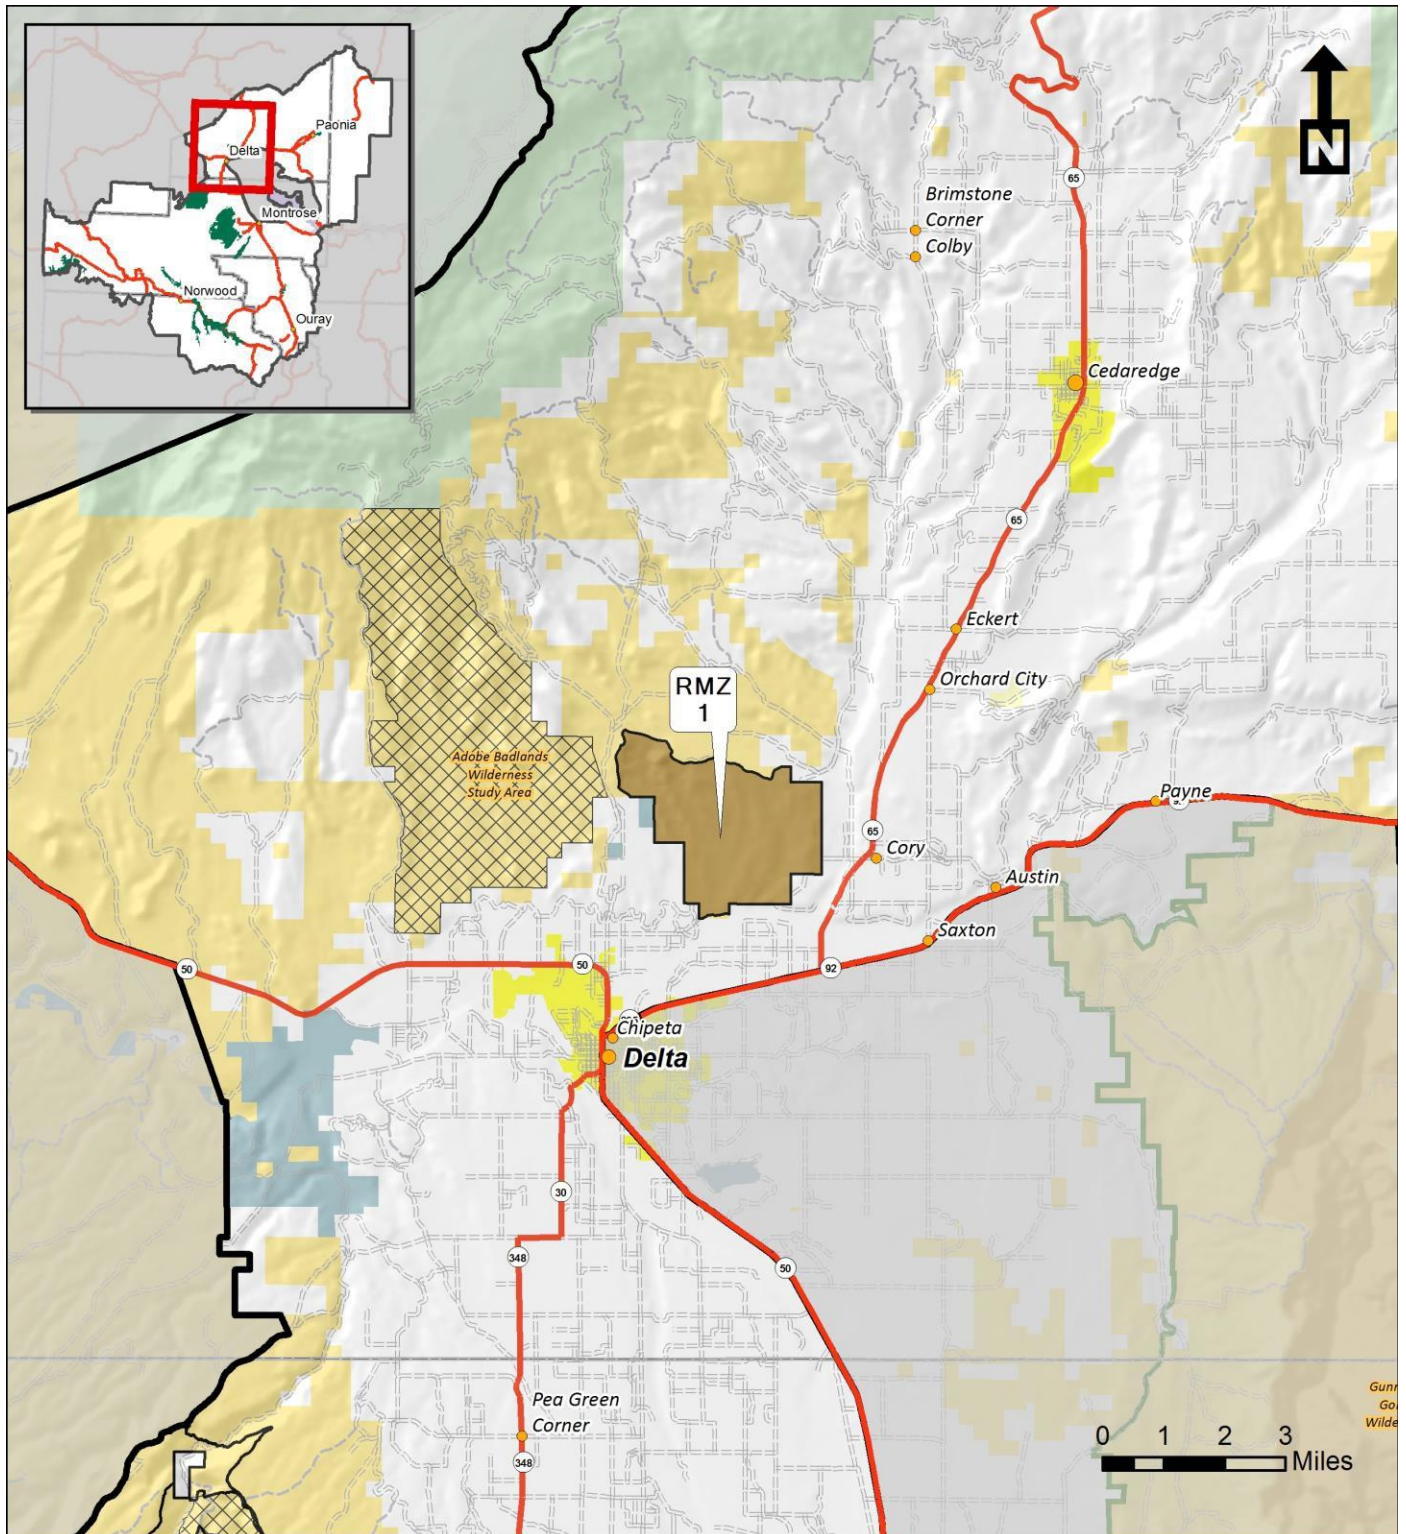 Paonia
Delta
Montrose
Norwood
Ouray
N
65
Brimstone
Corner
Colby
Cedaredge
65
Eckert
Orchard City
RMZ
1
Adobe Badlands
Wilderness
Study Area
Payne
65
Cory
Austin
Saxton
50
50
92
Chipeta
Delta
30
348
50
Pea Green
Corner
348
0 1 2 3
Miles